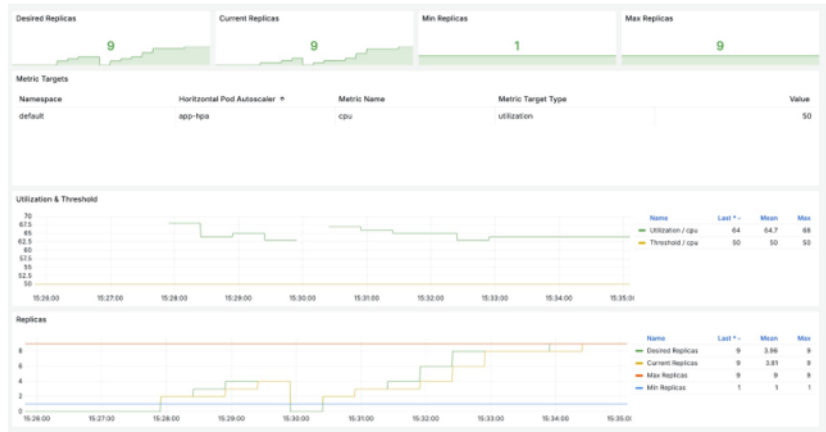 Desired Replicas
9
Current Replicas
9
Min Replicas
1
Max Replicas
9
Metric Targets
Namespace Horitzontal Pod Autoscaler ↑ Metric Name Metric Target Type Value
default app-hpa cpu utilization 50
Utilization & Threshold
70
67.5
65
62.5
60
57.5
55
52.5
50
15:26:00 15:27:00 15:28:00 15:29:00 15:30:00 15:31:00 15:32:00 15:33:00 15:34:00 15:35:0
Name Last * Mean Max
Utilization / cpu 64 64.7 68
Threshold / cpu 50 50 50
Replicas
8
6
4
2
0
15:26:00 15:27:00 15:28:00 15:29:00 15:30:00 15:31:00 15:32:00 15:33:00 15:34:00 15:35:0
Name Last * Mean Max
Desired Replicas 9 3.96 9
Current Replicas 9 3.81 9
Max Replicas 9 9 9
Min Replicas 1 1 1